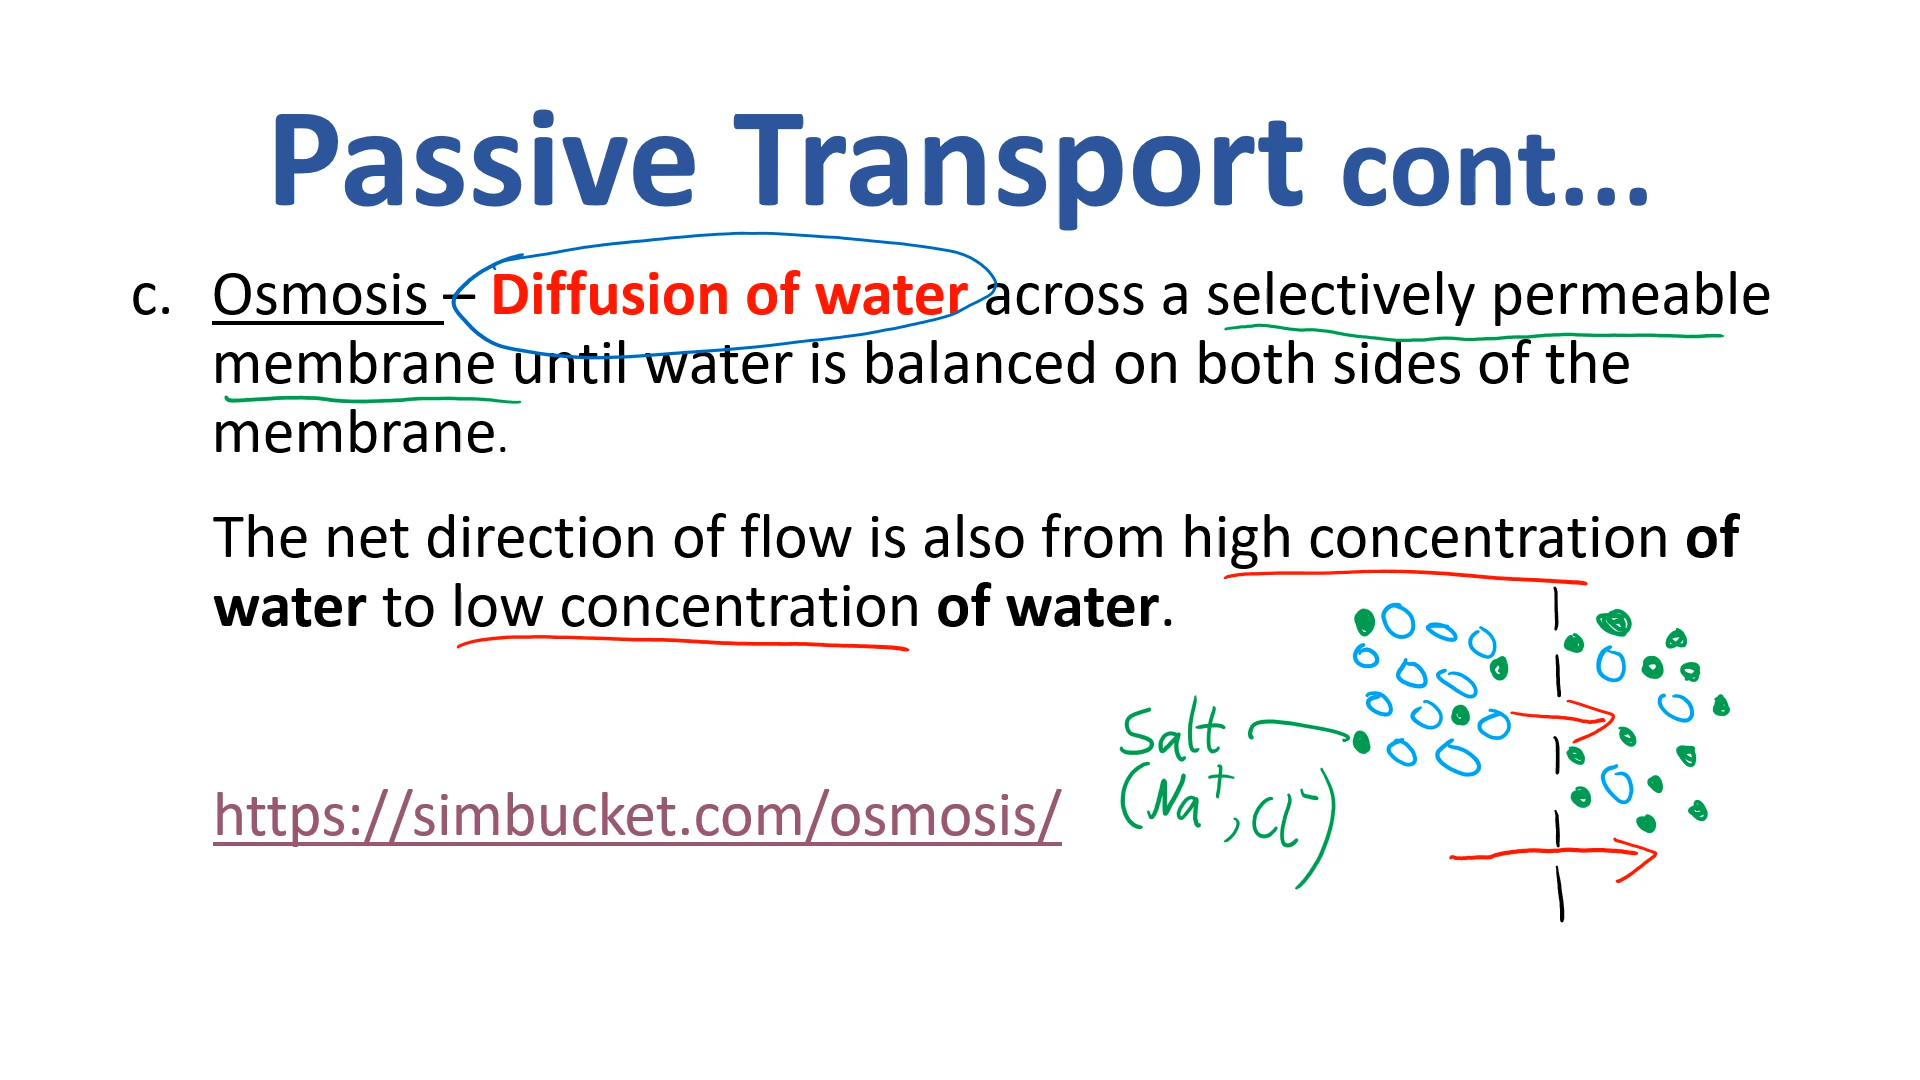 Passive Transport cont...
c. Osmosis – Diffusion of water across a selectively permeable
membrane until water is balanced on both sides of the
membrane.
The net direction of flow is also from high concentration of
water to low concentration of water.
Salt
(Na⁺, Cl⁻)
https://simbucket.com/osmosis/